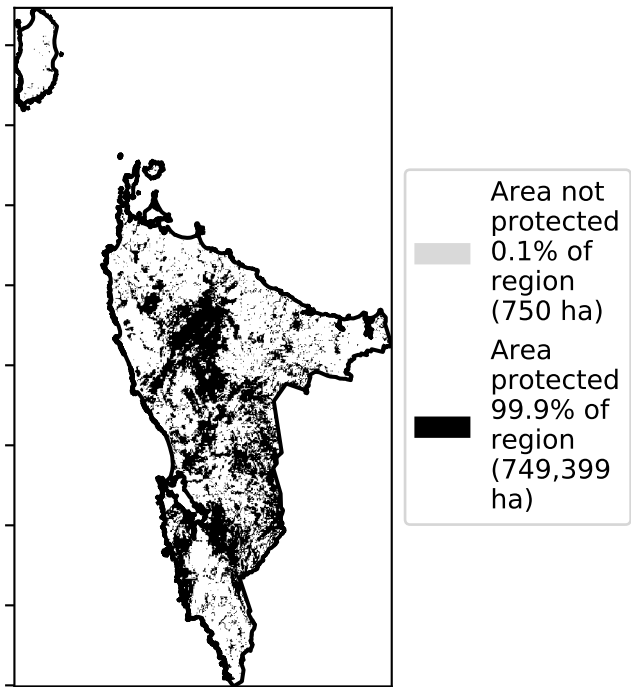 Area not
protected
0.1% of
region
(750 ha)
Area
protected
99.9% of
region
(749,399
ha)